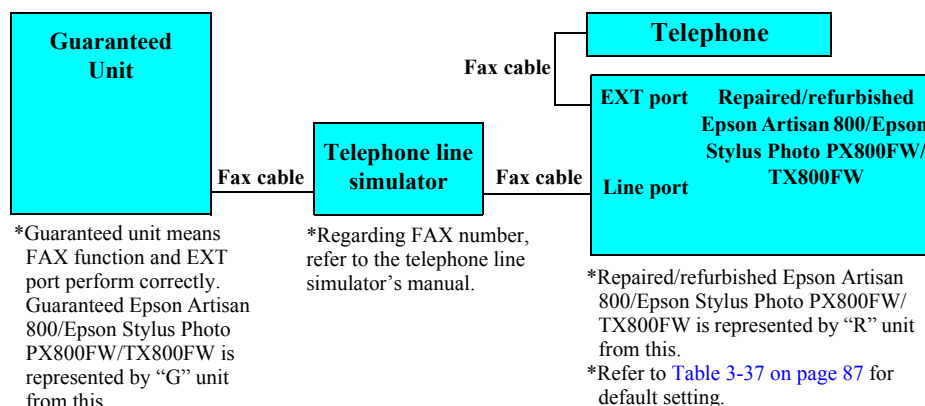 Guaranteed
Unit
Telephone
Fax cable
EXT port
Repaired/refurbished
Epson Artisan 800/Epson
Stylus Photo PX800FW/
TX800FW
Telephone line
simulator
Fax cable
Fax cable
Line port
*Guaranteed unit means
FAX function and EXT
port perform correctly.
Guaranteed Epson Artisan
800/Epson Stylus Photo
PX800FW/TX800FW is
represented by “G” unit
from this
*Regarding FAX number,
refer to the telephone line
simulator’s manual.
*Repaired/refurbished Epson Artisan
800/Epson Stylus Photo PX800FW/
TX800FW is represented by “R” unit
from this.
*Refer to Table 3-37 on page 87 for
default setting.